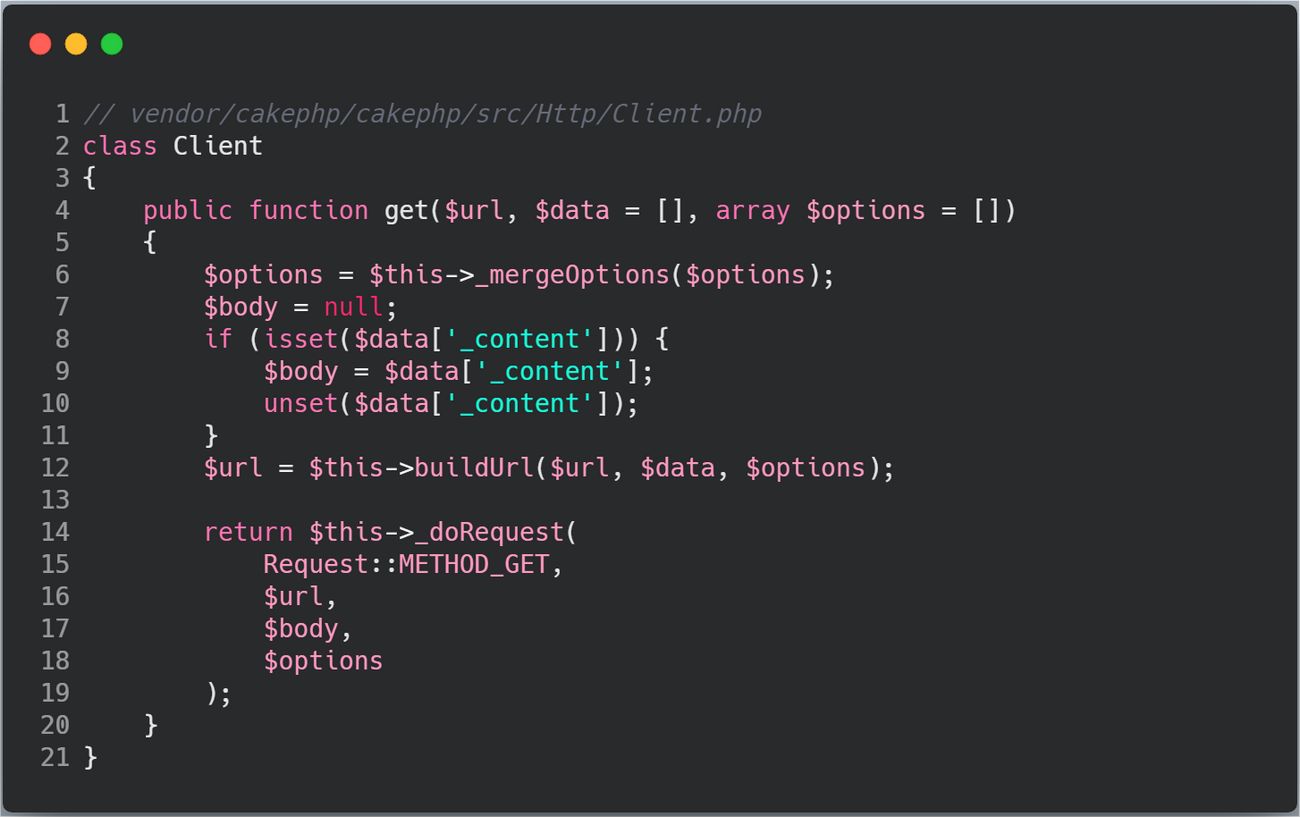 1 // vendor/cakephp/cakephp/src/Http/Client.php
2 class Client
3 {
4     public function get($url, $data = [], array $options = [])
5     {
6         $options = $this->_mergeOptions($options);
7         $body = null;
8         if (isset($data['_content'])) {
9             $body = $data['_content'];
10             unset($data['_content']);
11         }
12         $url = $this->buildUrl($url, $data, $options);
13
14         return $this->_doRequest(
15             Request::METHOD_GET,
16             $url,
17             $body,
18             $options
19         );
20     }
21 }